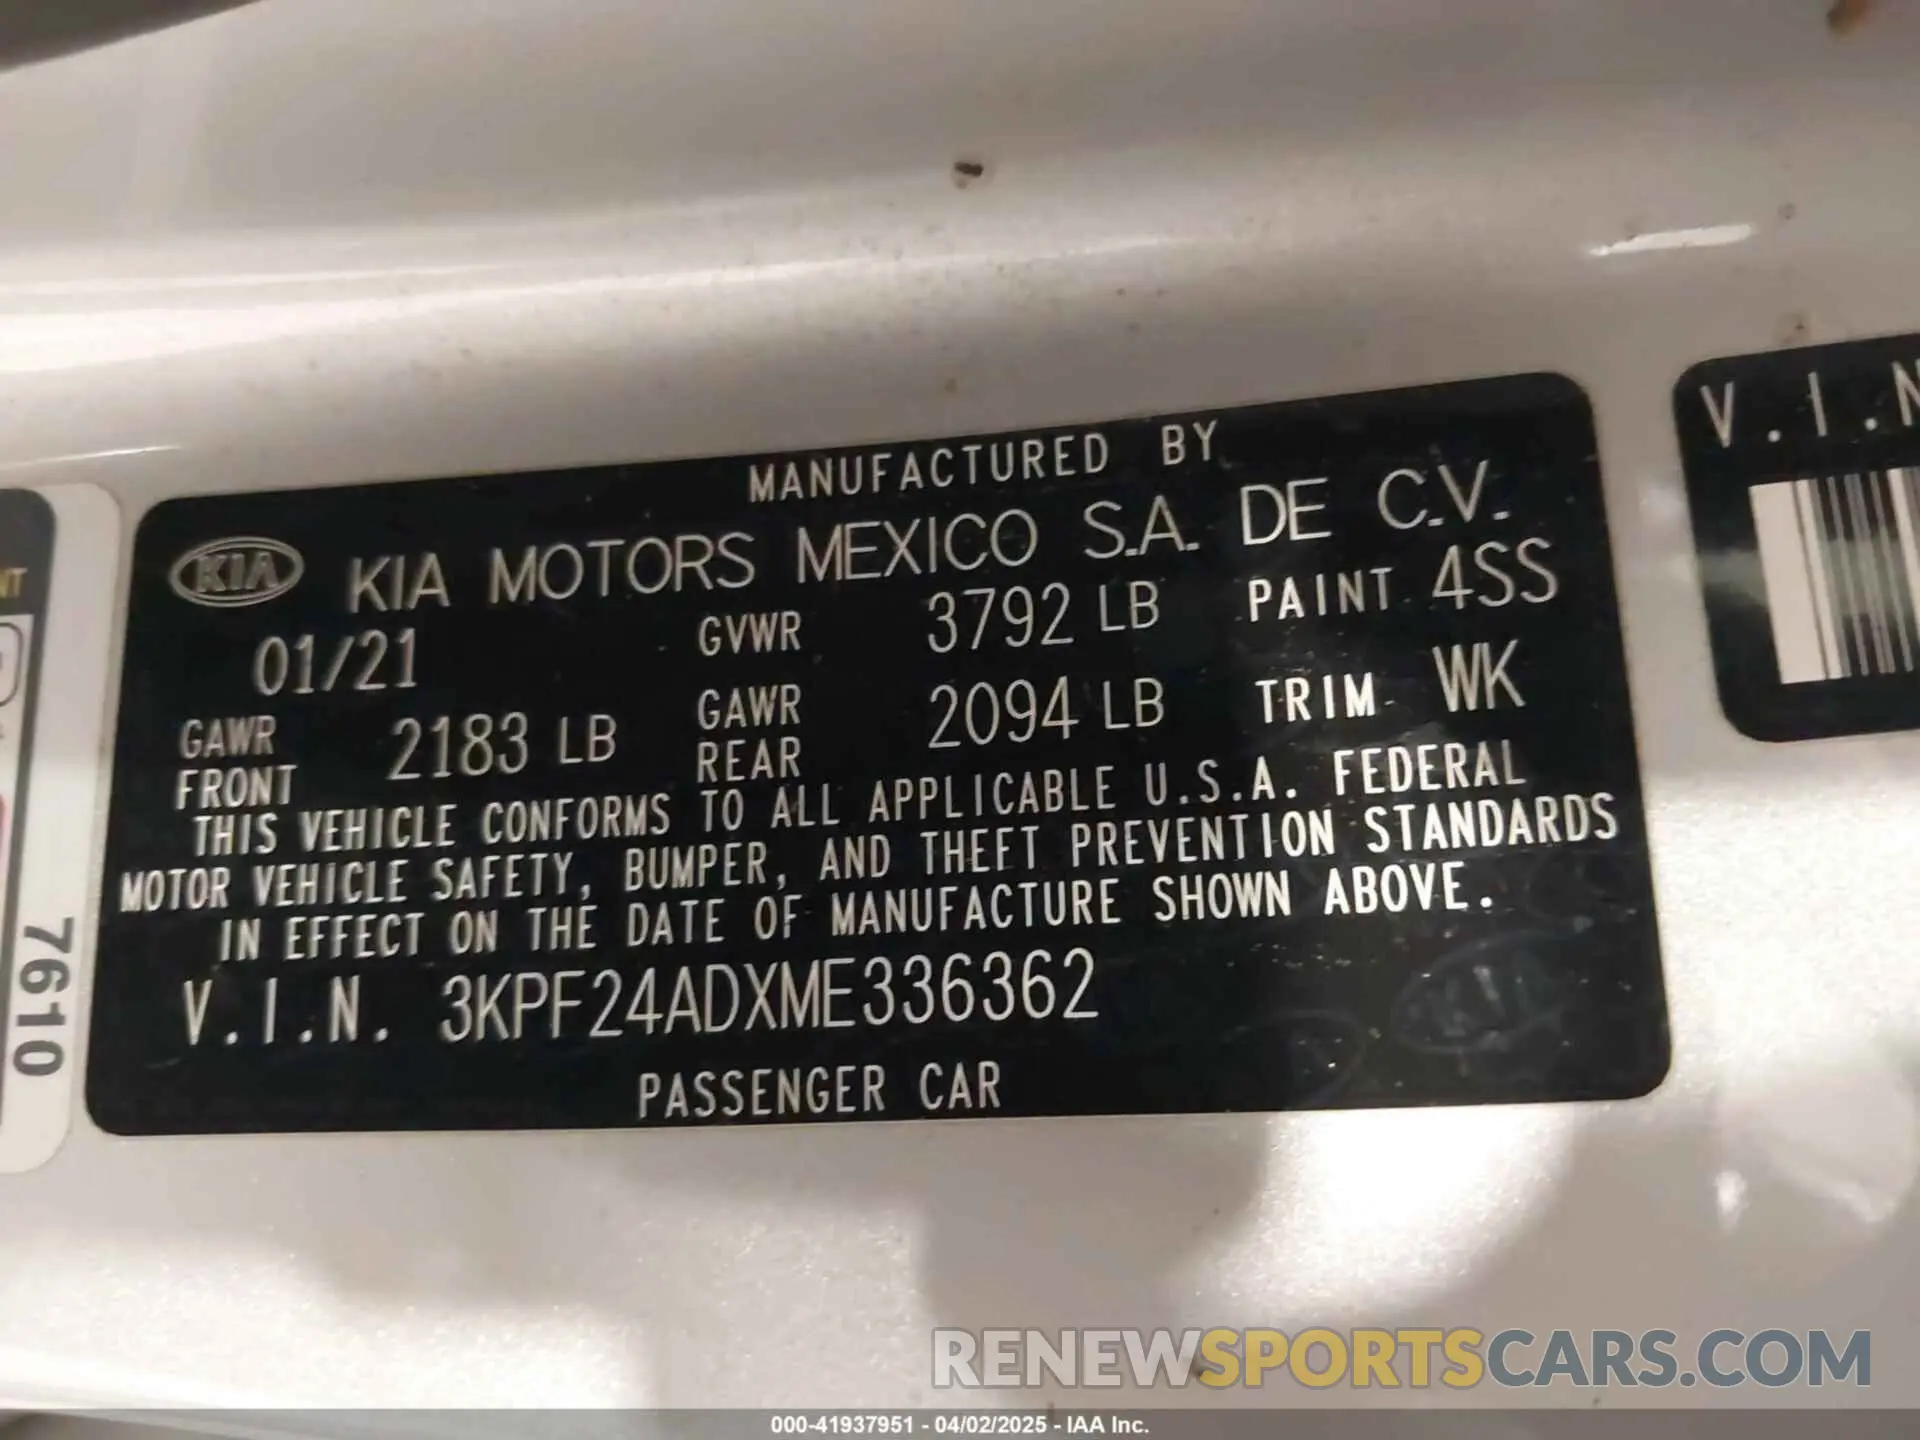 MANUFACTURED BY
KIA KIA MOTORS MEXICO S.A. DE C.V.
01/21 GVWR 3792 LB PAINT 4SS
GAWR FRONT 2183 LB GAWR REAR 2094 LB TRIM WK
THIS VEHICLE CONFORMS TO ALL APPLICABLE U.S.A. FEDERAL
MOTOR VEHICLE SAFETY, BUMPER, AND THEFT PREVENTION STANDARDS
IN EFFECT ON THE DATE OF MANUFACTURE SHOWN ABOVE.
V.I.N. 3KPF24ADXME336362
PASSENGER CAR
V.I.N
7610
RENEWSPORTSCARS.COM
000-41937951 - 04/02/2025 - IAA Inc.